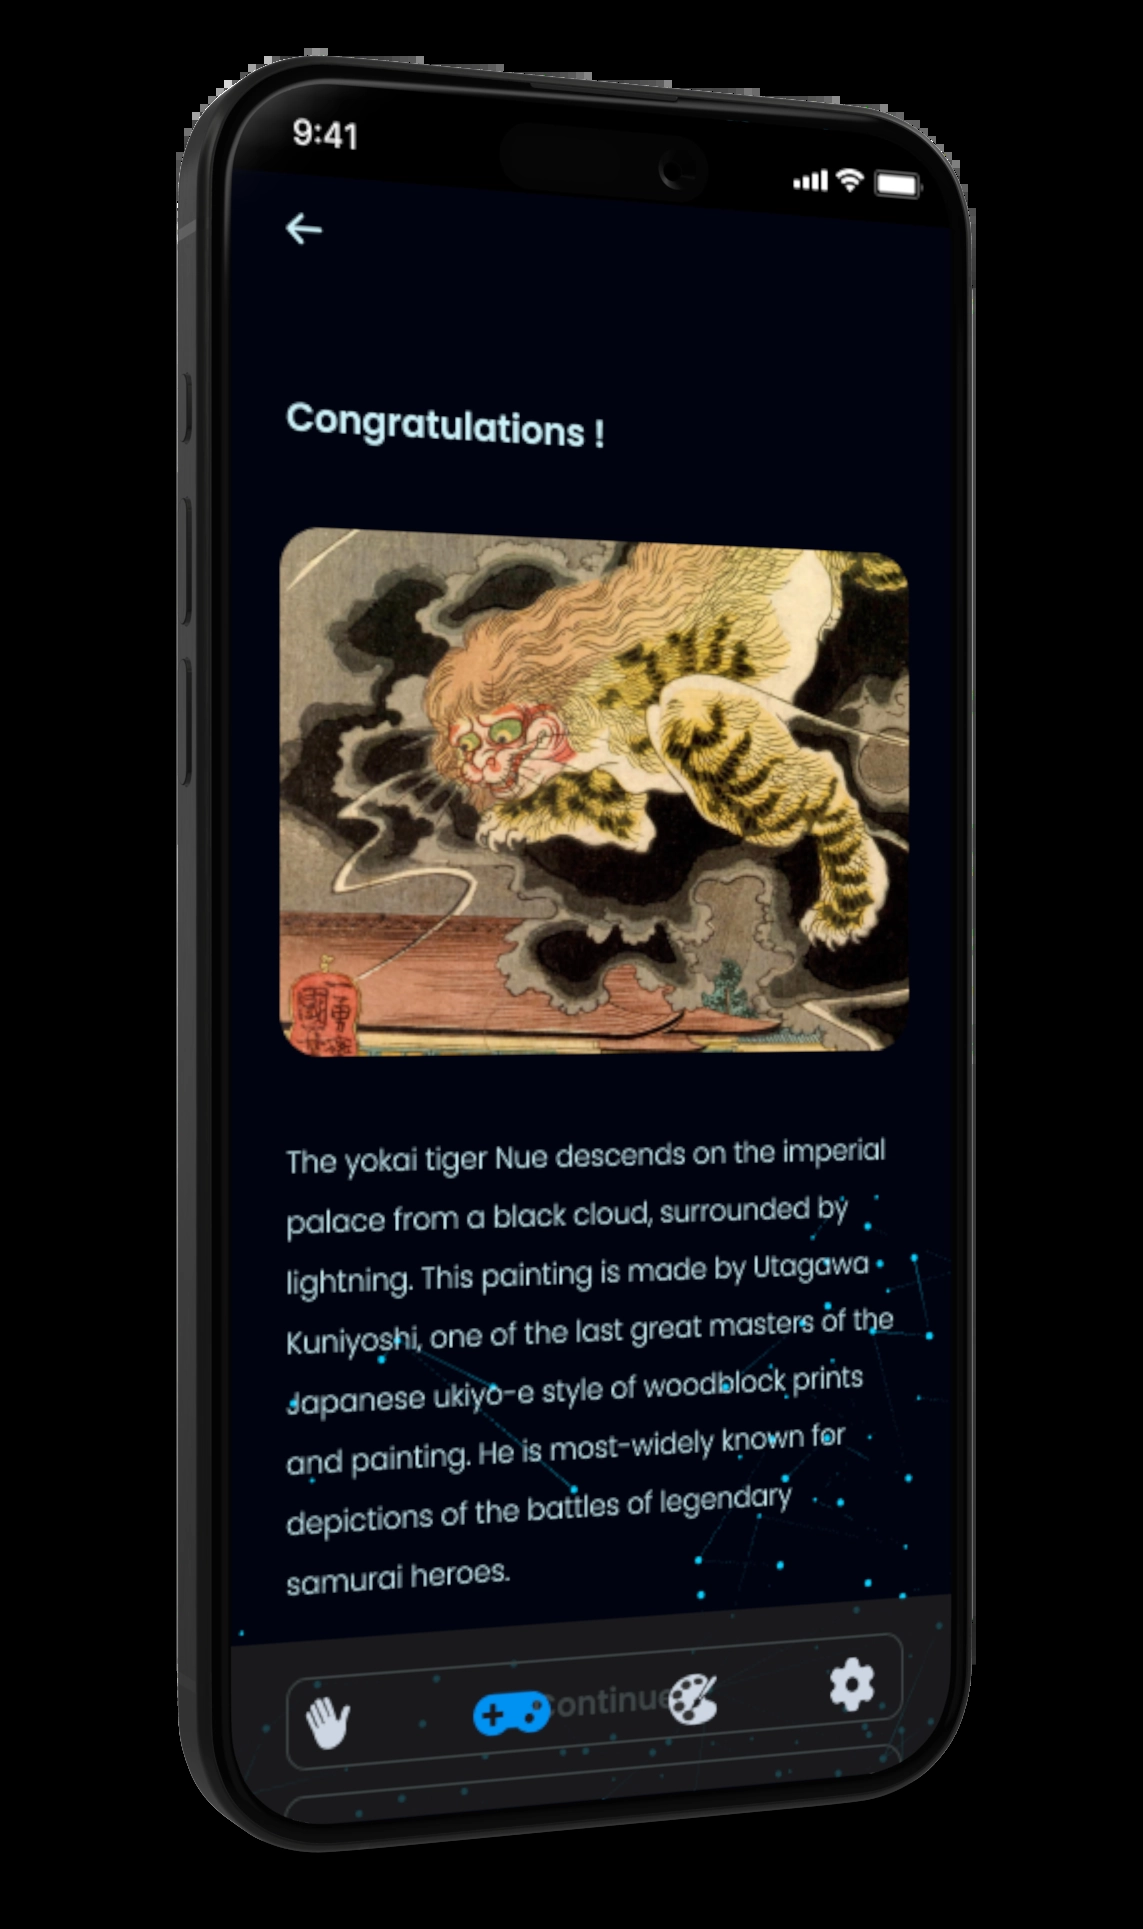 9:41
Congratulations !
The yokai tiger Nue descends on the imperial
palace from a black cloud, surrounded by
lightning. This painting is made by Utagawa
Kuniyoshi, one of the last great masters of the
Japanese ukiyo-e style of woodblock prints
and painting. He is most-widely known for
depictions of the battles of legendary
samurai heroes.
Continue